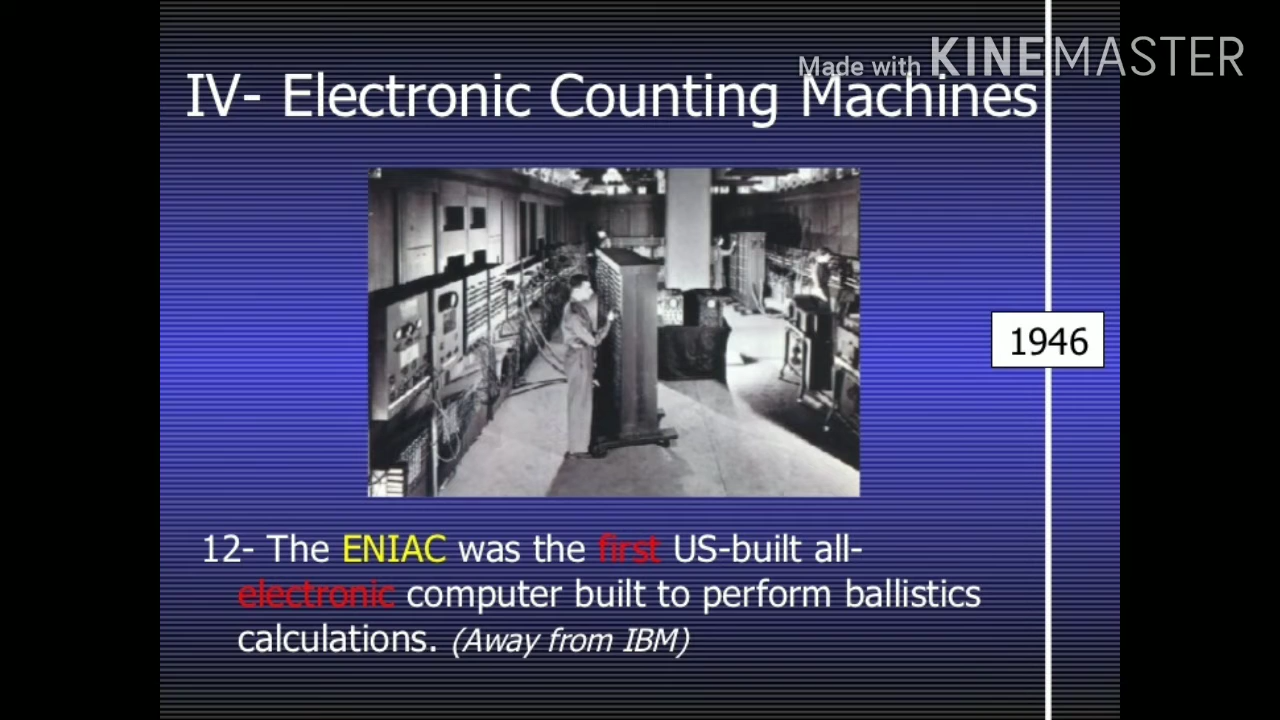 Made with KINEMASTER
IV- Electronic Counting Machines
1946
12- The ENIAC was the first US-built all-
electronic computer built to perform ballistics
calculations. (Away from IBM)